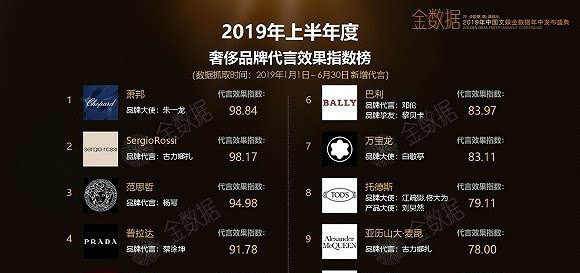 金数据
2019年中国文娱金数据年中发布盛典
2019年上半年度
奢侈品牌代言效果指数榜
(数据抓取时间：2019年1月1日–6月30日 新增代言)
1
Chopard
萧邦
品牌大使：朱一龙
代言效果指数：
98.84
2
sergio rossi
SergioRossi
品牌代言：古力娜扎
代言效果指数：
98.17
3
范思哲
品牌代言：杨幂
代言效果指数：
94.98
4
PRADA
普拉达
品牌代言：蔡徐坤
代言效果指数：
91.78
6
BALLY
巴利
品牌代言：邓伦
品牌挚友：黎贝卡
代言效果指数：
83.97
7
万宝龙
品牌代言：白敬亭
代言效果指数：
83.11
8
TOD'S
托德斯
品牌大使：江疏影,佟大为
产品大使：刘昊然
代言效果指数：
79.11
9
Alexander
McQUEEN
亚历山大·麦昆
品牌代言：古力娜扎
代言效果指数：
78.00
金数据